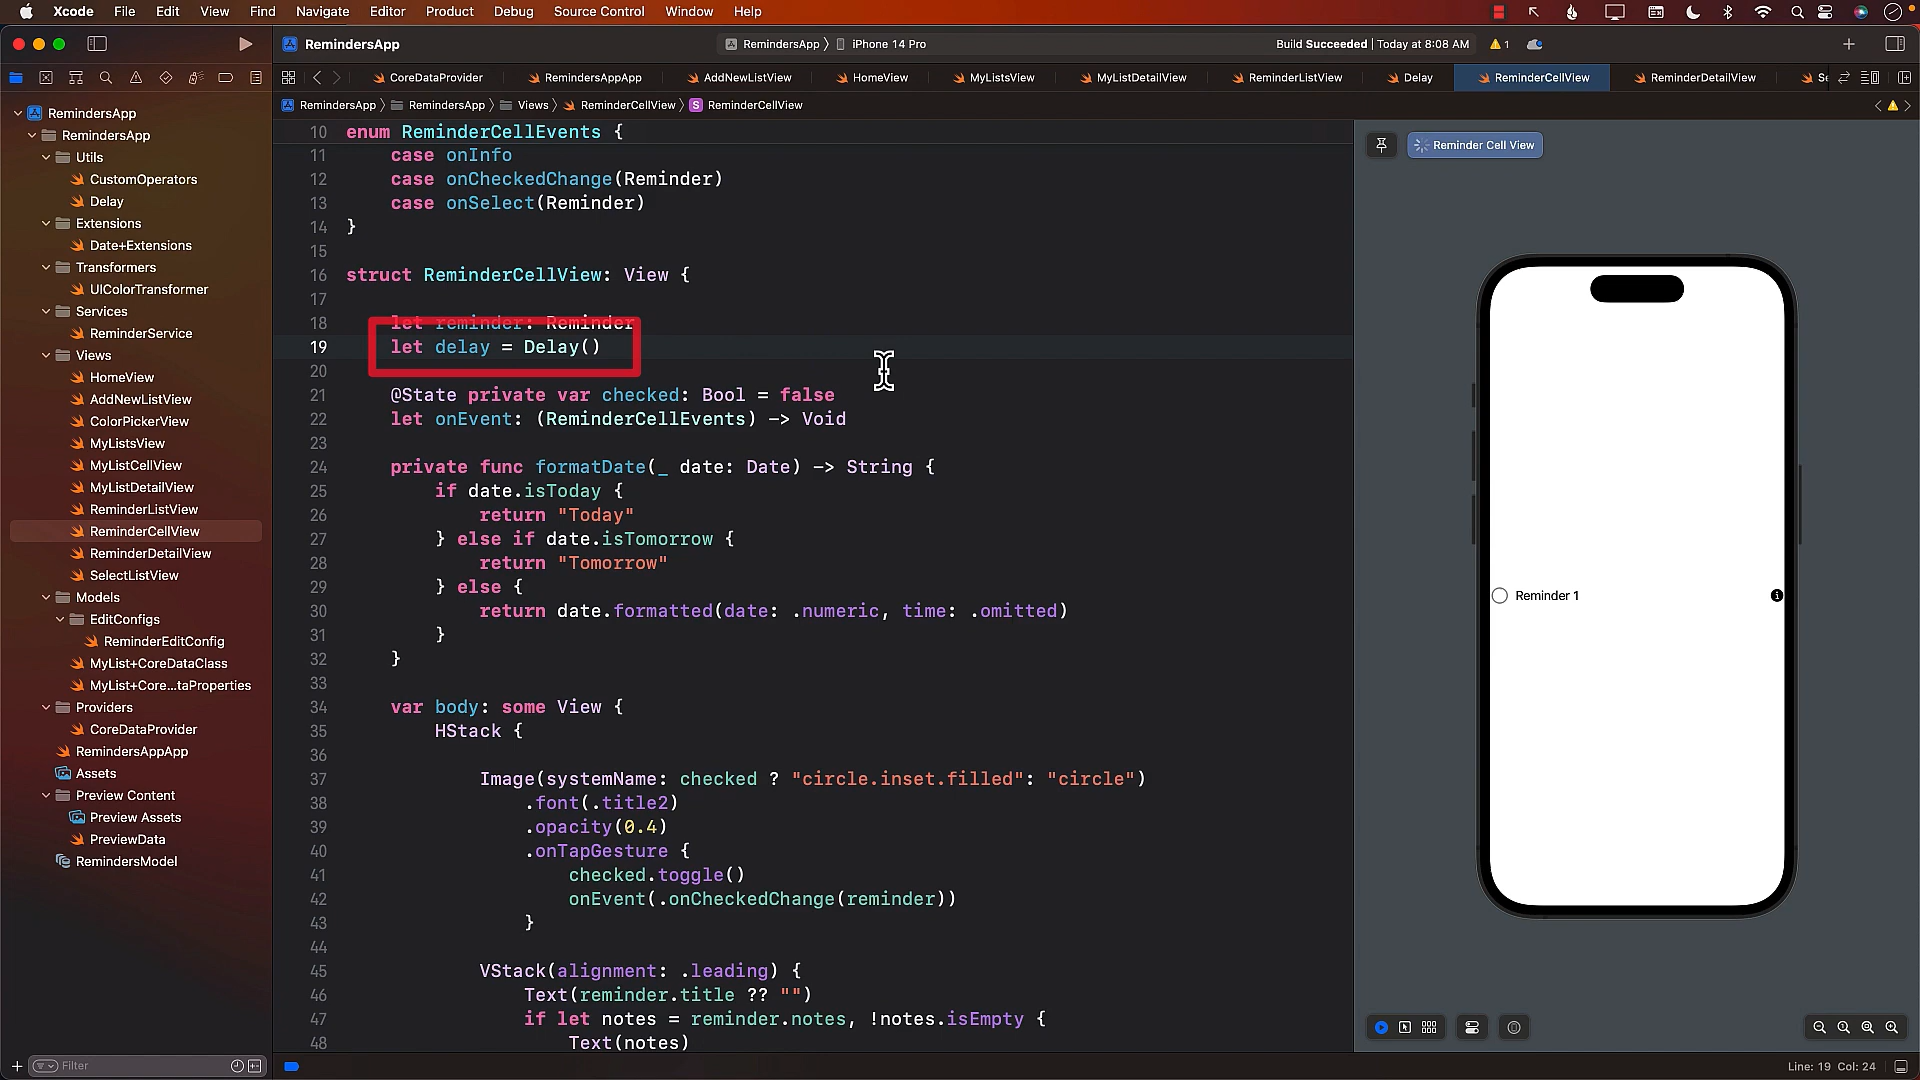 Xcode File Edit View Find Navigate Editor Product Debug Source Control Window Help
RemindersApp
RemindersApp iPhone 14 Pro
Build Succeeded | Today at 8:08 AM
1
CoreDataProvider RemindersAppApp AddNewListView HomeView MyListsView MyListDetailView ReminderListView Delay ReminderCellView ReminderDetailView
RemindersApp RemindersApp Views ReminderCellView S ReminderCellView
RemindersApp
RemindersApp
Utils
CustomOperators
Delay
Extensions
Date+Extensions
Transformers
UIColorTransformer
Services
ReminderService
Views
HomeView
AddNewListView
ColorPickerView
MyListsView
MyListCellView
MyListDetailView
ReminderListView
ReminderCellView
ReminderDetailView
SelectListView
Models
EditConfigs
ReminderEditConfig
MyList+CoreDataClass
MyList+Core...taProperties
Providers
CoreDataProvider
RemindersAppApp
Assets
Preview Content
Preview Assets
PreviewData
RemindersModel
Filter
10 enum ReminderCellEvents {
11 case onInfo
12 case onCheckedChange(Reminder)
13 case onSelect(Reminder)
14 }
15
16 struct ReminderCellView: View {
17
18 let reminder: Reminder
19 let delay = Delay()
20
21 @State private var checked: Bool = false
22 let onEvent: (ReminderCellEvents) -> Void
23
24 private func formatDate(_ date: Date) -> String {
25 if date.isToday {
26 return "Today"
27 } else if date.isTomorrow {
28 return "Tomorrow"
29 } else {
30 return date.formatted(date: .numeric, time: .omitted)
31 }
32 }
33
34 var body: some View {
35 HStack {
36
37 Image(systemName: checked ? "circle.inset.filled": "circle")
38 .font(.title2)
39 .opacity(0.4)
40 .onTapGesture {
41 checked.toggle()
42 onEvent(.onCheckedChange(reminder))
43 }
44
45 VStack(alignment: .leading) {
46 Text(reminder.title ?? "")
47 if let notes = reminder.notes, !notes.isEmpty {
48 Text(notes)
Reminder Cell View
Reminder 1
Line: 19 Col: 24